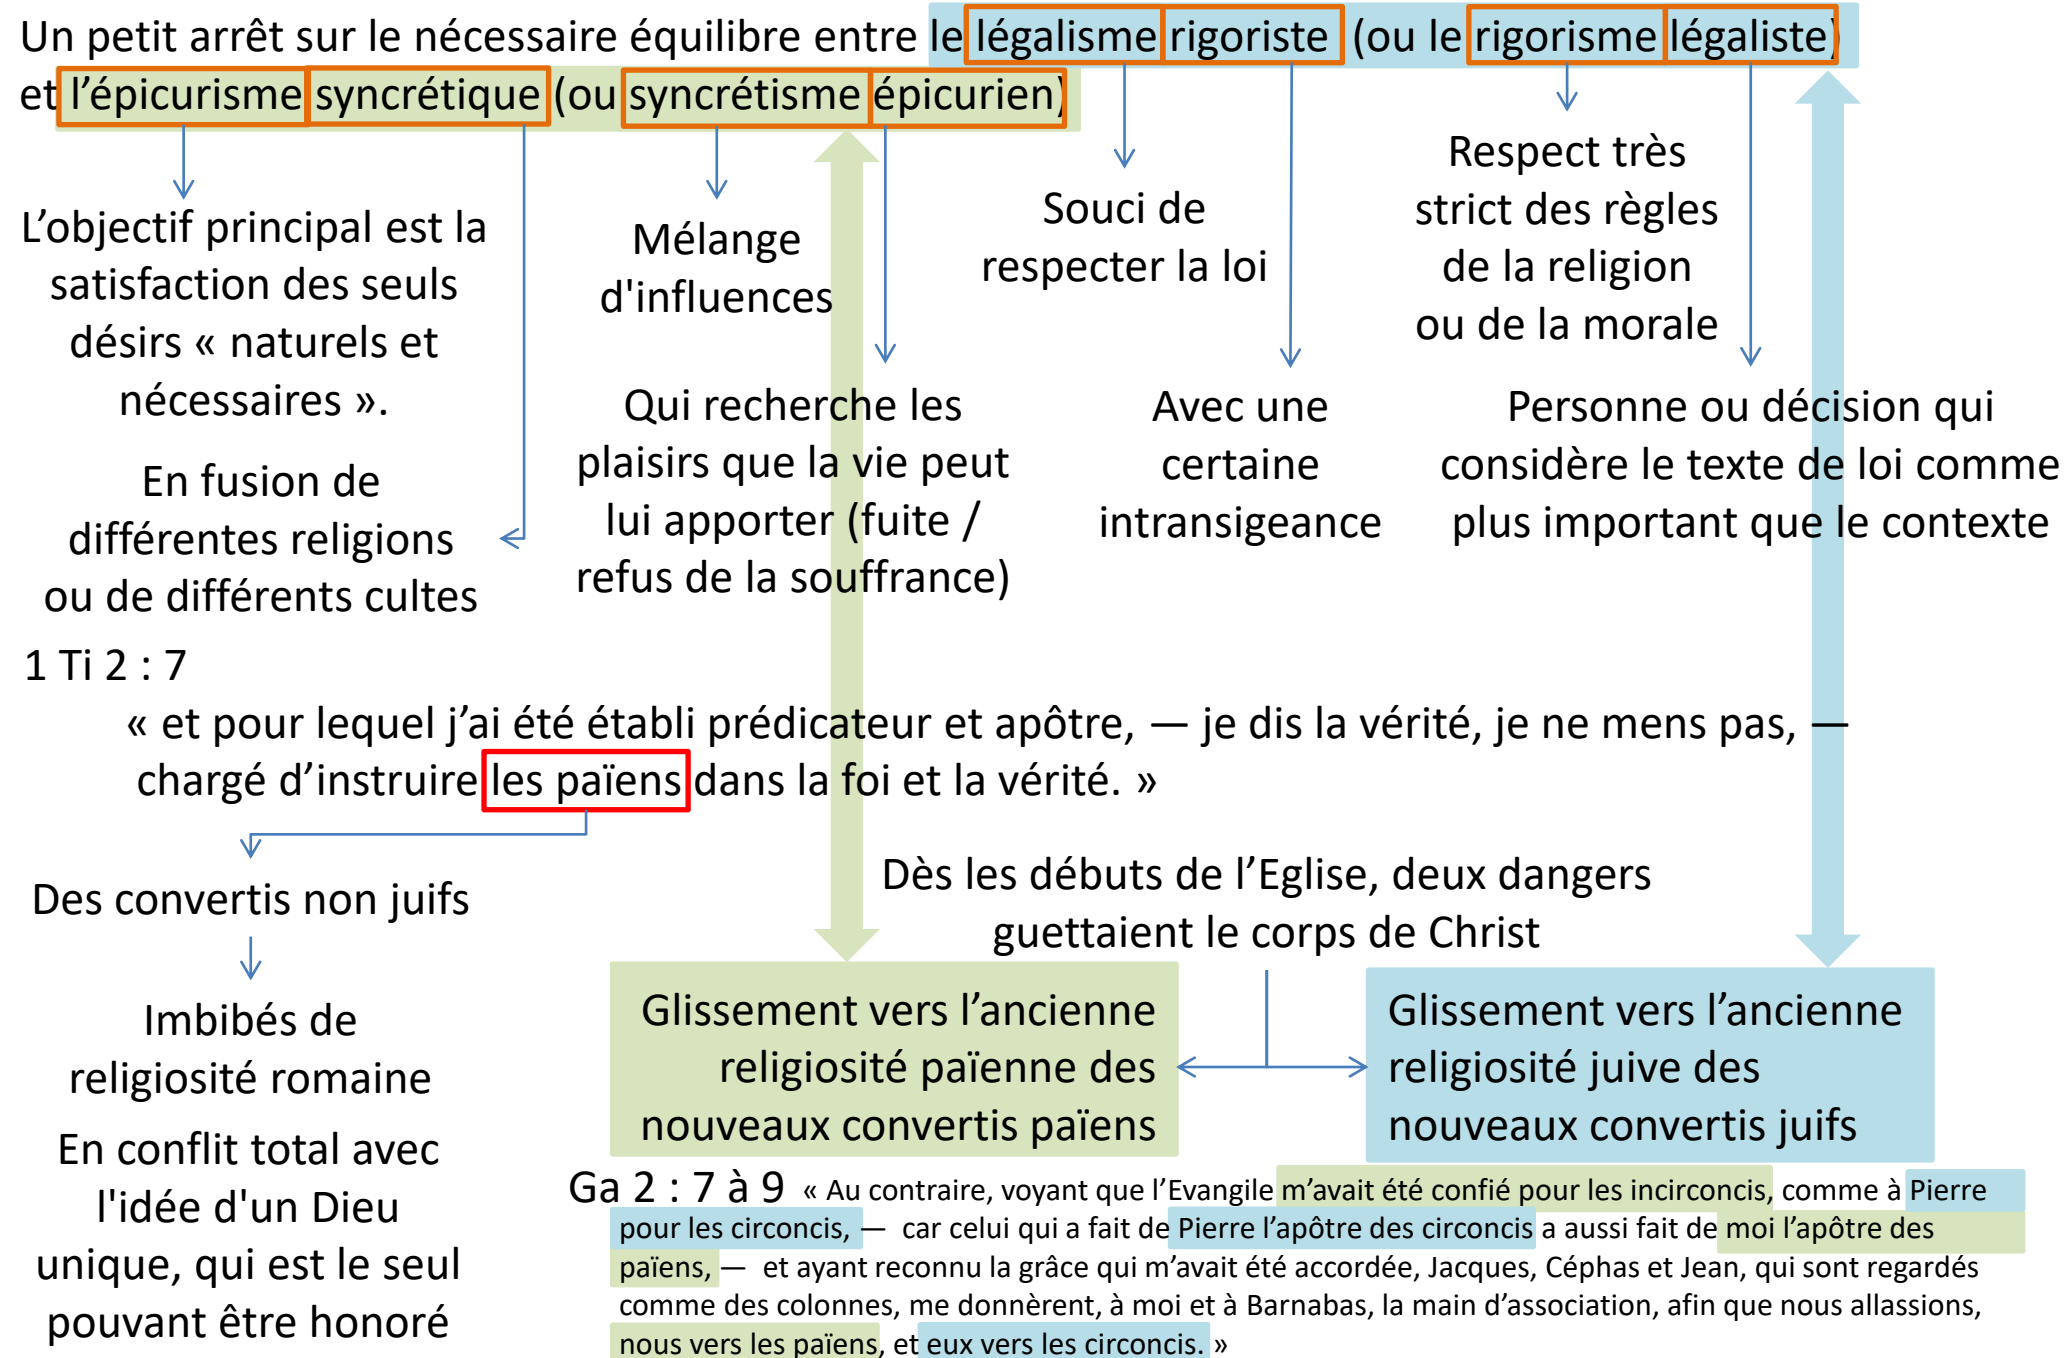 Un petit arrêt sur le nécessaire équilibre entre le légalisme rigoriste (ou le rigorisme légaliste)
et l’épicurisme syncrétique (ou syncrétisme épicurien)
L’objectif principal est la
satisfaction des seuls
désirs « naturels et
nécessaires ».
En fusion de
différentes religions
ou de différents cultes
Mélange
d'influences
Qui recherche les
plaisirs que la vie peut
lui apporter (fuite /
refus de la souffrance)
Souci de
respecter la loi
Avec une
certaine
intransigeance
Respect très
strict des règles
de la religion
ou de la morale
Personne ou décision qui
considère le texte de loi comme
plus important que le contexte
1 Ti 2 : 7
« et pour lequel j’ai été établi prédicateur et apôtre, — je dis la vérité, je ne mens pas, —
chargé d’instruire les païens dans la foi et la vérité. »
Des convertis non juifs
Imbibés de
religiosité romaine
En conflit total avec
l'idée d'un Dieu
unique, qui est le seul
pouvant être honoré
Dès les débuts de l’Eglise, deux dangers
guettaient le corps de Christ
Glissement vers l’ancienne
religiosité païenne des
nouveaux convertis païens
Glissement vers l’ancienne
religiosité juive des
nouveaux convertis juifs
Ga 2 : 7 à 9 « Au contraire, voyant que l’Evangile m’avait été confié pour les incirconcis, comme à Pierre
pour les circoncis, — car celui qui a fait de Pierre l’apôtre des circoncis a aussi fait de moi l’apôtre des
païens, — et ayant reconnu la grâce qui m’avait été accordée, Jacques, Céphas et Jean, qui sont regardés
comme des colonnes, me donnèrent, à moi et à Barnabas, la main d’association, afin que nous allassions,
nous vers les païens, et eux vers les circoncis. »